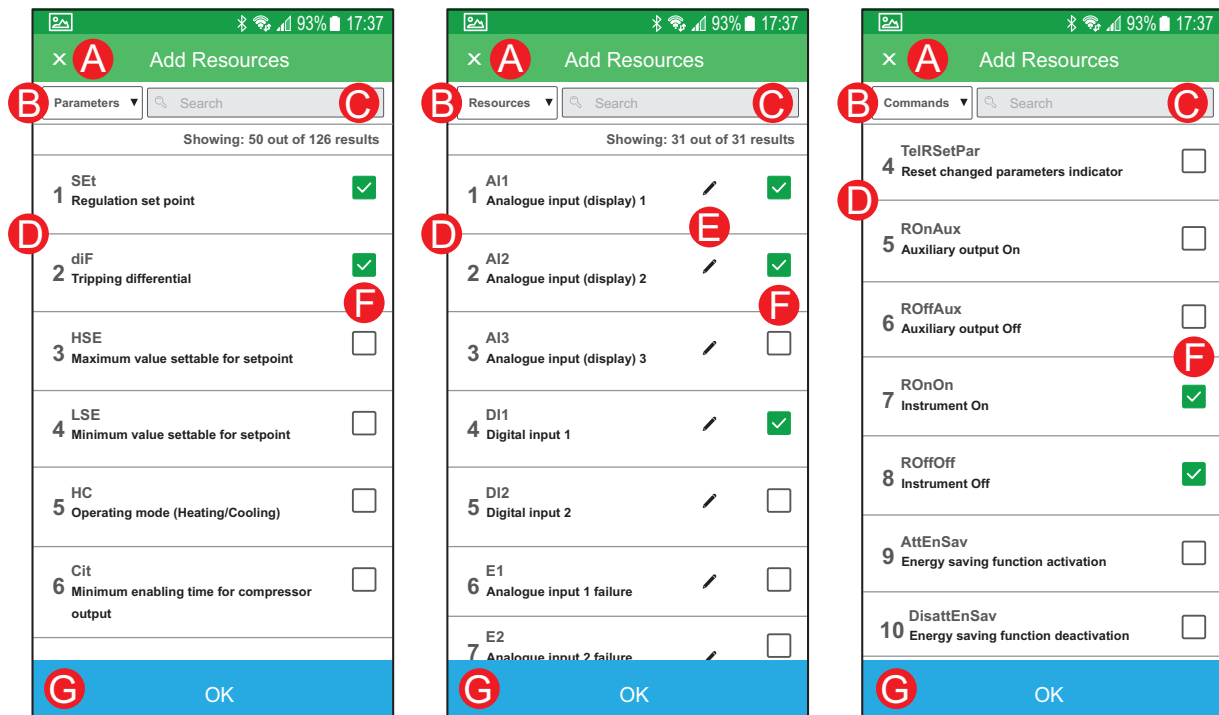 93% 17:37
× A Add Resources
B Parameters ▼ Search C
Showing: 50 out of 126 results
1 SEt
Regulation set point
D
2 diF
Tripping differential
F
3 HSE
Maximum value settable for setpoint
4 LSE
Minimum value settable for setpoint
5 HC
Operating mode (Heating/Cooling)
6 Cit
Minimum enabling time for compressor
output
G OK
93% 17:37
× A Add Resources
B Resources ▼ Search C
Showing: 31 out of 31 results
1 AI1
Analogue input (display) 1
D E
2 AI2
Analogue input (display) 2
F
3 AI3
Analogue input (display) 3
4 DI1
Digital input 1
5 DI2
Digital input 2
6 E1
Analogue input 1 failure
7 E2
Analogue input 2 failure
G OK
93% 17:37
× A Add Resources
B Commands ▼ Search C
4 TelRSetPar
Reset changed parameters indicator
D
5 ROnAux
Auxiliary output On
6 ROffAux
Auxiliary output Off
F
7 ROnOn
Instrument On
8 ROffOff
Instrument Off
9 AttEnSav
Energy saving function activation
10 DisattEnSav
Energy saving function deactivation
G OK